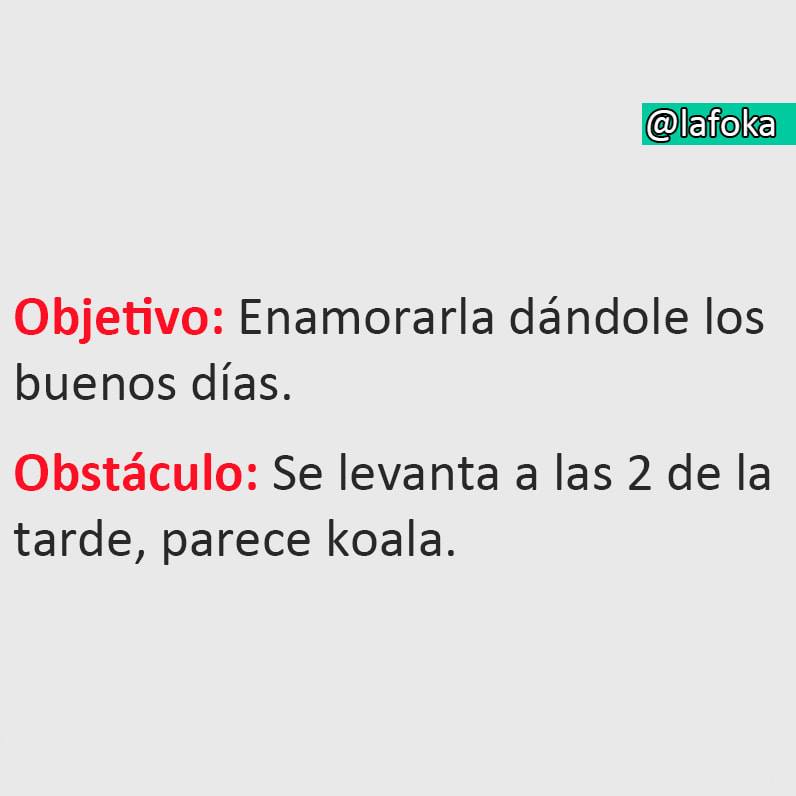 @lafoka
Objetivo: Enamorarla dándole los
buenos días.
Obstáculo: Se levanta a las 2 de la
tarde, parece koala.